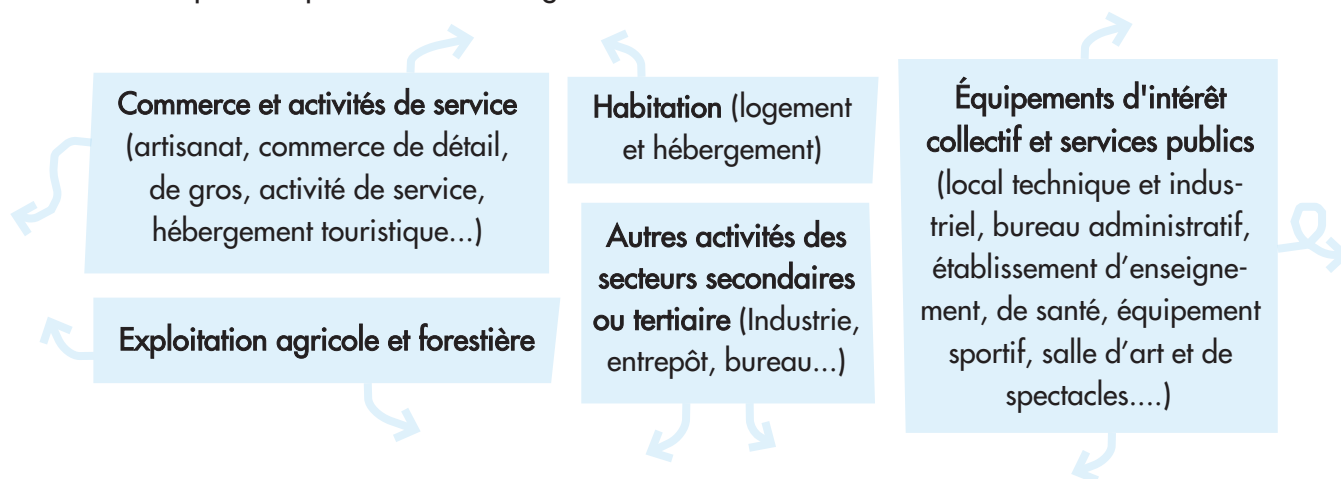 Commerce et activités de service
(artisanat, commerce de détail,
de gros, activité de service,
hébergement touristique...)
Exploitation agricole et forestière
Habitation (logement
et hébergement)
Autres activités des
secteurs secondaires
ou tertiaire (Industrie,
entrepôt, bureau...)
Équipements d'intérêt
collectif et services publics
(local technique et indus-
triel, bureau administratif,
établissement d’enseigne-
ment, de santé, équipement
sportif, salle d’art et de
spectacles....)